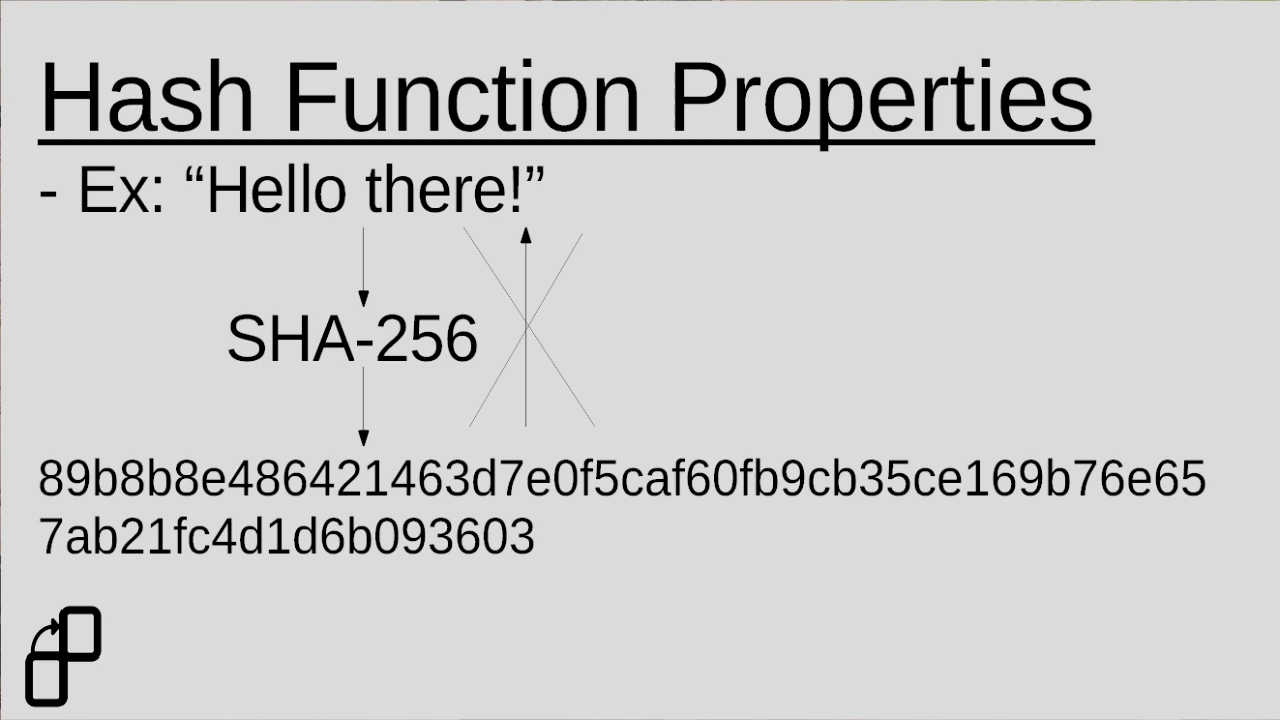 Hash Function Properties
- Ex: “Hello there!”
SHA-256
89b8b8e486421463d7e0f5caf60fb9cb35ce169b76e65
7ab21fc4d1d6b093603